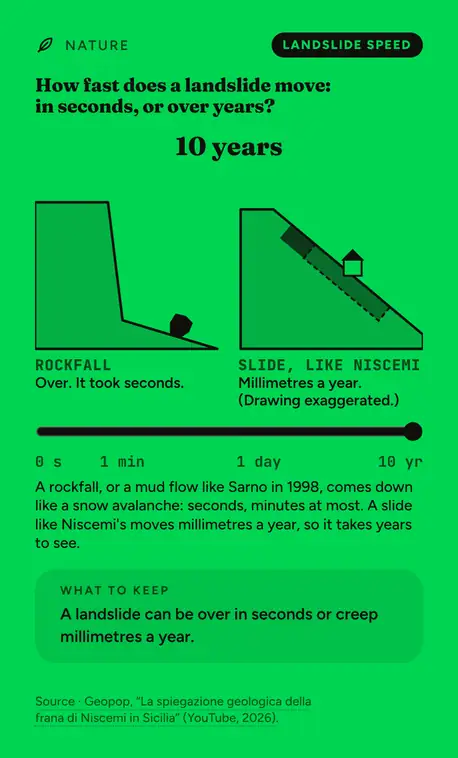 NATURE
LANDSLIDE SPEED
How fast does a landslide move:
in seconds, or over years?
10 years
ROCKFALL
Over. It took seconds.
SLIDE, LIKE NISCEMI
Millimetres a year.
(Drawing exaggerated.)
0 s 1 min 1 day 10 yr
A rockfall, or a mud flow like Sarno in 1998, comes down
like a snow avalanche: seconds, minutes at most. A slide
like Niscemi's moves millimetres a year, so it takes years
to see.
WHAT TO KEEP
A landslide can be over in seconds or creep
millimetres a year.
Source · Geopop, "La spiegazione geologica della
frana di Niscemi in Sicilia" (YouTube, 2026).